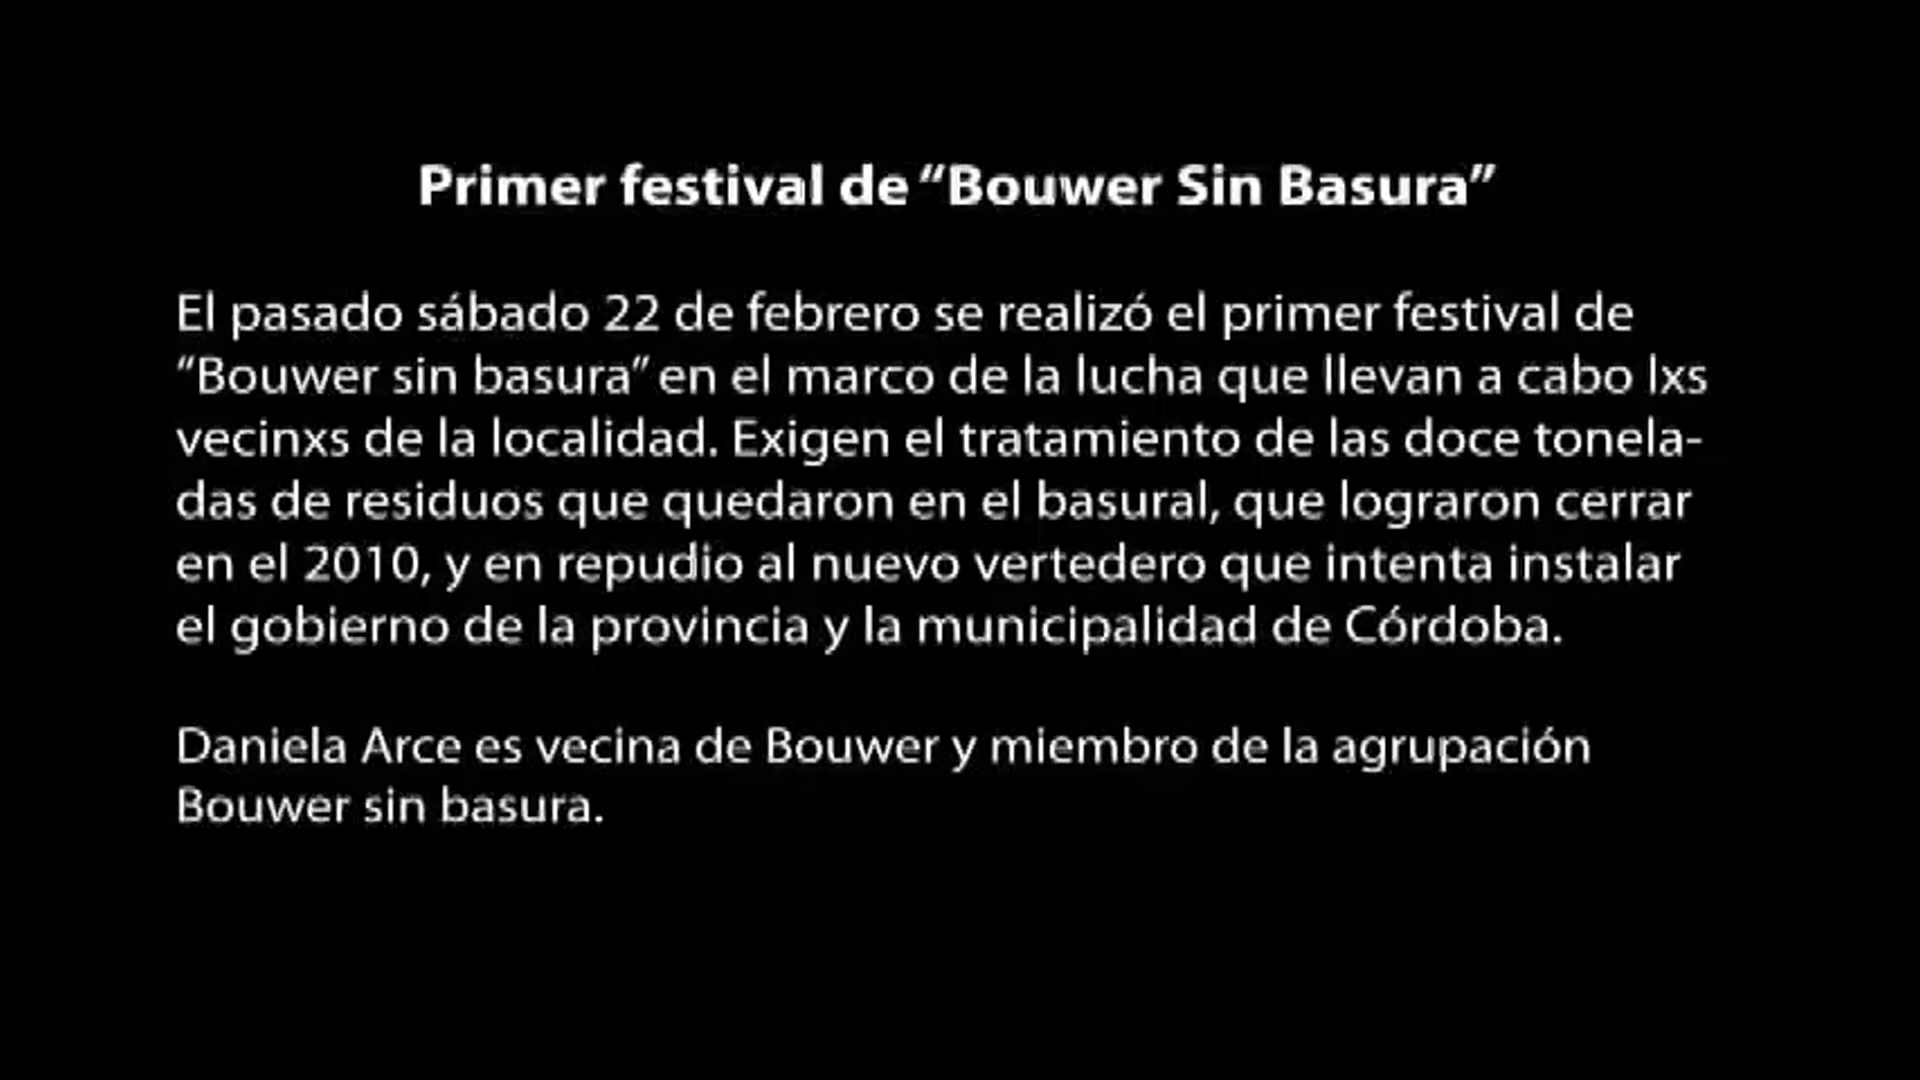 Primer festival de “Bouwer Sin Basura”
El pasado sábado 22 de febrero se realizó el primer festival de
“Bouwer sin basura” en el marco de la lucha que llevan a cabo lxs
vecinxs de la localidad. Exigen el tratamiento de las doce tonela-
das de residuos que quedaron en el basural, que lograron cerrar
en el 2010, y en repudio al nuevo vertedero que intenta instalar
el gobierno de la provincia y la municipalidad de Córdoba.
Daniela Arce es vecina de Bouwer y miembro de la agrupación
Bouwer sin basura.